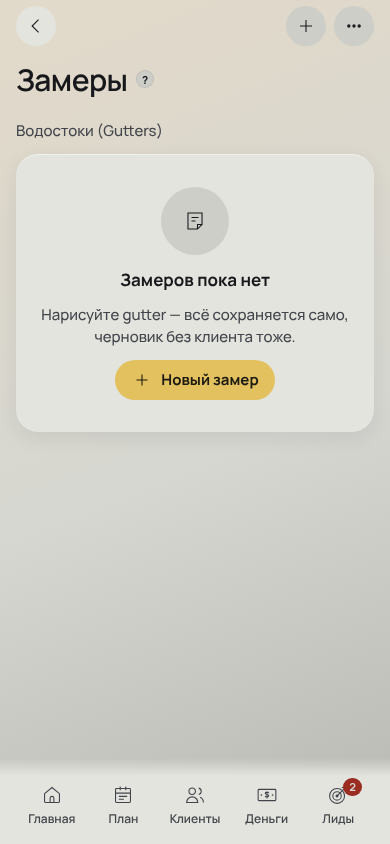 Замеры ?
Водостоки (Gutters)
Замеров пока нет
Нарисуйте gutter — всё сохраняется само,
черновик без клиента тоже.
+ Новый замер
2
Главная План Клиенты Деньги Лиды